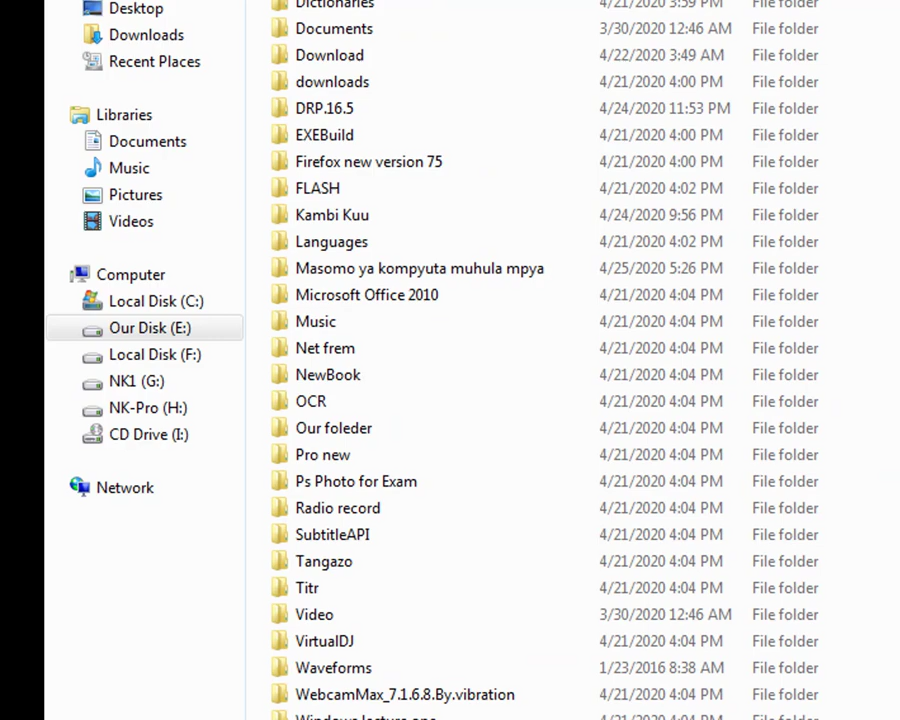 Desktop
Downloads
Recent Places
Libraries
Documents
Music
Pictures
Videos
Computer
Local Disk (C:)
Our Disk (E:)
Local Disk (F:)
NK1 (G:)
NK-Pro (H:)
CD Drive (I:)
Network
Dictionaries 4/21/2020 3:59 PM File folder
Documents 3/30/2020 12:46 AM File folder
Download 4/22/2020 3:49 AM File folder
downloads 4/21/2020 4:00 PM File folder
DRP.16.5 4/24/2020 11:53 PM File folder
EXEBuild 4/21/2020 4:00 PM File folder
Firefox new version 75 4/21/2020 4:00 PM File folder
FLASH 4/21/2020 4:02 PM File folder
Kambi Kuu 4/24/2020 9:56 PM File folder
Languages 4/21/2020 4:02 PM File folder
Masomo ya kompyuta muhula mpya 4/25/2020 5:26 PM File folder
Microsoft Office 2010 4/21/2020 4:04 PM File folder
Music 4/21/2020 4:04 PM File folder
Net frem 4/21/2020 4:04 PM File folder
NewBook 4/21/2020 4:04 PM File folder
OCR 4/21/2020 4:04 PM File folder
Our foleder 4/21/2020 4:04 PM File folder
Pro new 4/21/2020 4:04 PM File folder
Ps Photo for Exam 4/21/2020 4:04 PM File folder
Radio record 4/21/2020 4:04 PM File folder
SubtitleAPI 4/21/2020 4:04 PM File folder
Tangazo 4/21/2020 4:04 PM File folder
Titr 4/21/2020 4:04 PM File folder
Video 3/30/2020 12:46 AM File folder
VirtualDJ 4/21/2020 4:04 PM File folder
Waveforms 1/23/2016 8:38 AM File folder
WebcamMax_7.1.6.8.By.vibration 4/21/2020 4:04 PM File folder